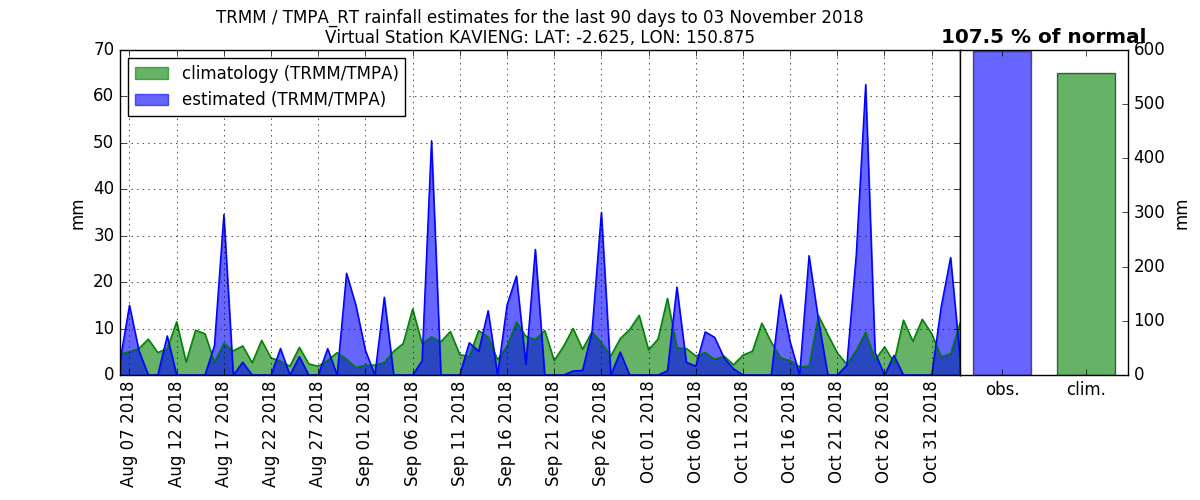 TRMM / TMPA_RT rainfall estimates for the last 90 days to 03 November 2018
Virtual Station KAVIENG: LAT: -2.625, LON: 150.875
107.5 % of normal
climatology (TRMM/TMPA)
estimated (TRMM/TMPA)
70
60
50
40
30
20
10
0
mm
Aug 07 2018
Aug 12 2018
Aug 17 2018
Aug 22 2018
Aug 27 2018
Sep 01 2018
Sep 06 2018
Sep 11 2018
Sep 16 2018
Sep 21 2018
Sep 26 2018
Oct 01 2018
Oct 06 2018
Oct 11 2018
Oct 16 2018
Oct 21 2018
Oct 26 2018
Oct 31 2018
obs.
clim.
600
500
400
300
200
100
0
mm